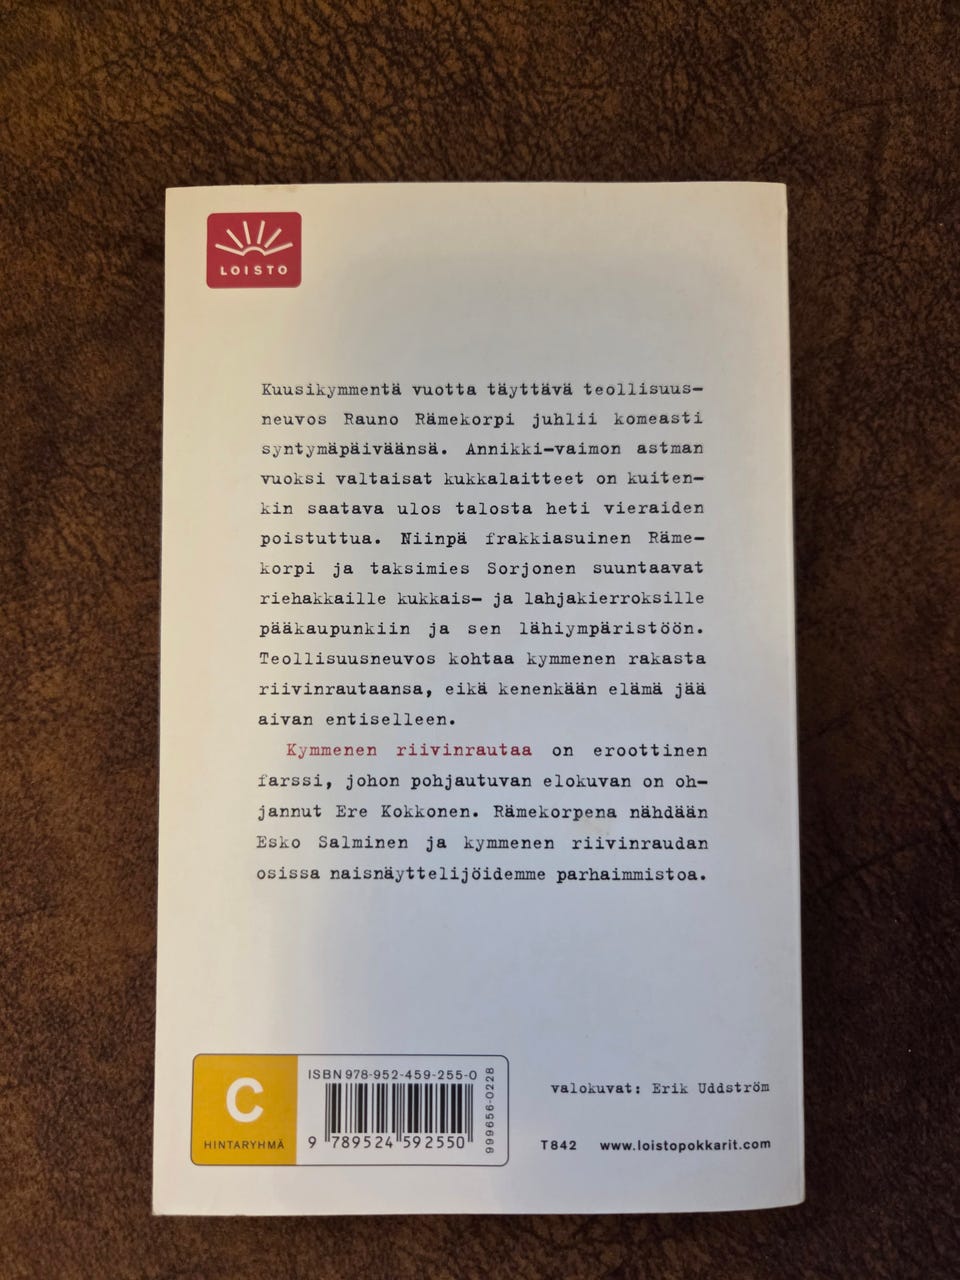 LOISTO
Kuusikymmentä vuotta täyttävä teollisuus-
neuvos Rauno Rämekorpi juhlii komeasti
syntymäpäiväänsä. Annikki-vaimon astman
vuoksi valtaisat kukkalaitteet on kuiten-
kin saatava ulos talosta heti vieraiden
poistuttua. Niinpä frakkiasuinen Räme-
korpi ja taksimies Sorjonen suuntaavat
riehakkaille kukkais- ja lahjakierroksille
pääkaupunkiin ja sen lähiympäristöön.
Teollisuusneuvos kohtaa kymmenen rakasta
riivinrautaansa, eikä kenenkään elämä jää
aivan entiselleen.
Kymmenen riivinrautaa on eroottinen
farssi, johon pohjautuvan elokuvan on oh-
jannut Ere Kokkonen. Rämekorpena nähdään
Esko Salminen ja kymmenen riivinraudan
osissa naisnäyttelijöidemme parhaimmistoa.
C
HINTARYHMÄ
ISBN 978-952-459-255-0
9 789524 592550
999656-0228
valokuvat: Erik Uddström
T842 www.loistopokkarit.com